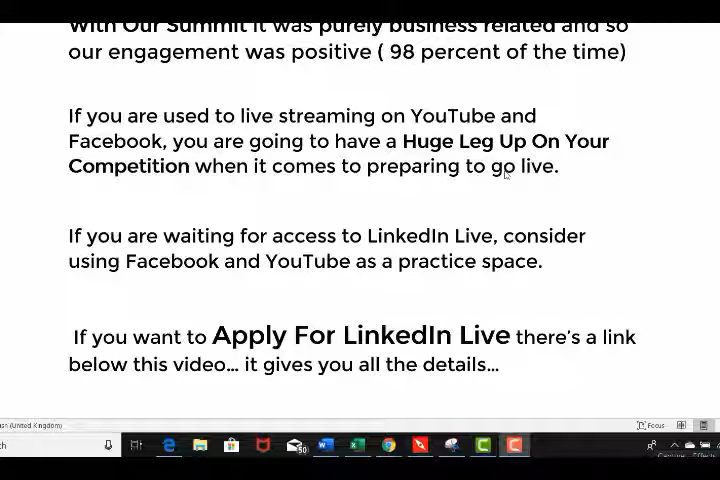 With Our Summit it was purely business related and so
our engagement was positive ( 98 percent of the time)
If you are used to live streaming on YouTube and
Facebook, you are going to have a Huge Leg Up On Your
Competition when it comes to preparing to go live.
If you are waiting for access to LinkedIn Live, consider
using Facebook and YouTube as a practice space.
If you want to Apply For LinkedIn Live there's a link
below this video... it gives you all the details...
(United Kingdom)
Focus
50